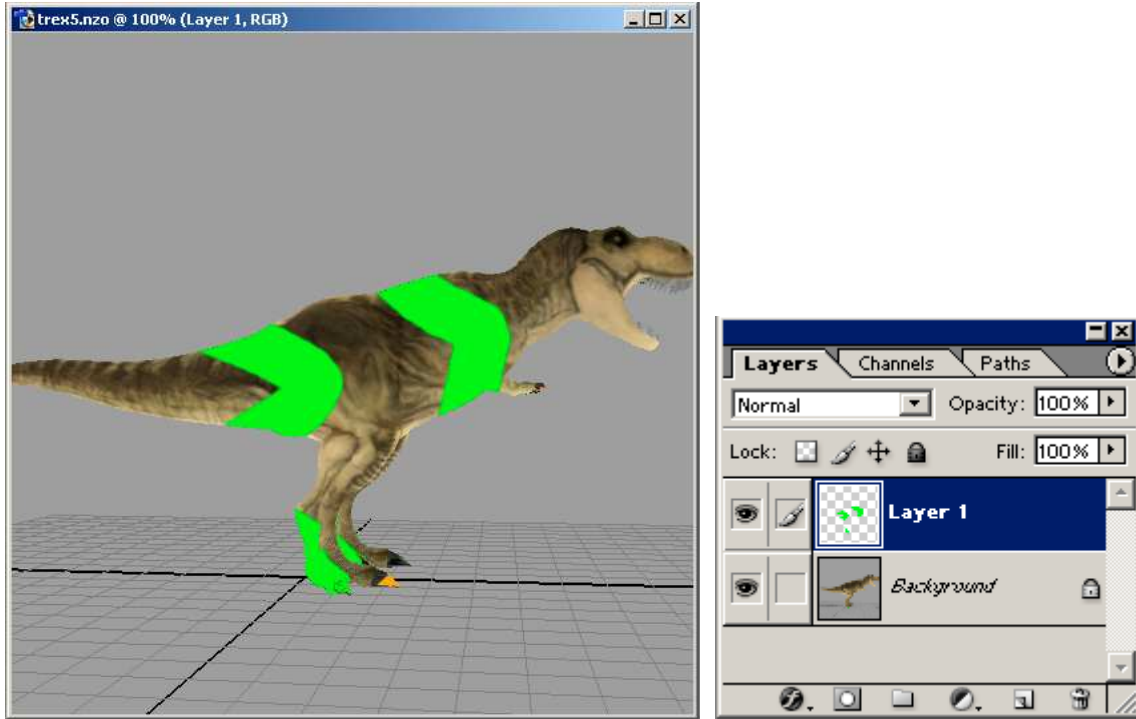 trex5.nzo @ 100% (Layer 1, RGB)
Layers Channels Paths
Normal Opacity: 100%
Lock: Fill: 100%
Layer 1
Background